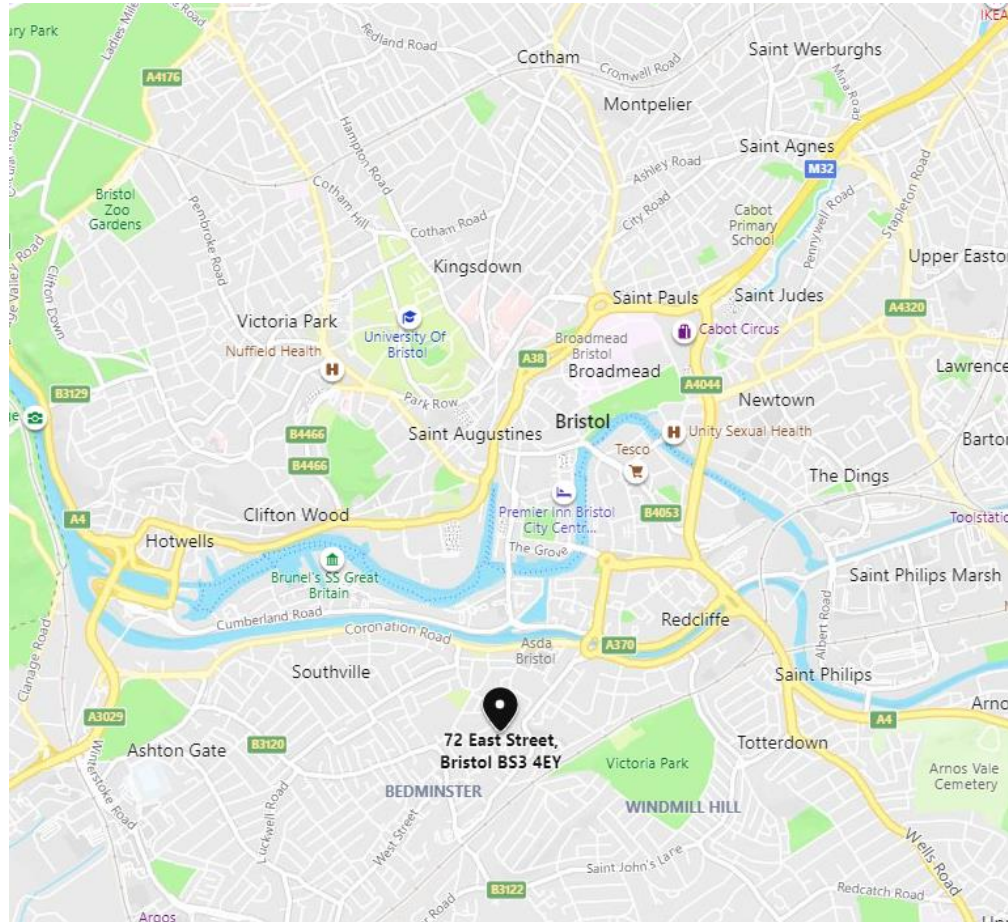 IKEA
ury Park
Ladies Mile
Road
Redland Road
Cotham
Saint Werburghs
A4176
Cromwell Road
Mina Road
Montpelier
Hampton Road
Saint Agnes
Ashley Road
M32
Stapleton Road
Bristol
Zoo
Gardens
Pembroke Road
Cotham Hill
Cotham Road
City Road
Cabot
Primary
School
Pennywell Road
ge Valley Road
Clifton Down
Kingsdown
Upper Easto
Saint Pauls
Saint Judes
A4320
Victoria Park
University Of
Bristol
Cabot Circus
Nuffield Health
H
A38
Broadmead
Bristol
Broadmead
Lawrence
B3129
A4044
Park Row
Newtown
e
B4466
Saint Augustines
Bristol
H
Unity Sexual Health
Barto
B4466
Tesco
The Dings
Clifton Wood
Premier Inn Bristol
City Centr...
B4053
Toolstatio
A4
Hotwells
The Grove
Brunel's SS Great
Britain
Saint Philips Marsh
Cumberland Road
Coronation Road
Redcliffe
Albert Road
Clanage Road
Asda
Bristol
A370
Southville
Saint Philips
A3029
Arno
A4
72 East Street,
Bristol BS3 4EY
Ashton Gate
B3120
Totterdown
Winterstoke Road
Victoria Park
Arnos Vale
Cemetery
BEDMINSTER
WINDMILL HILL
Luckwell Road
West Street
Wells Road
Saint John's Lane
B3122
Redcatch Road
Argos
Road